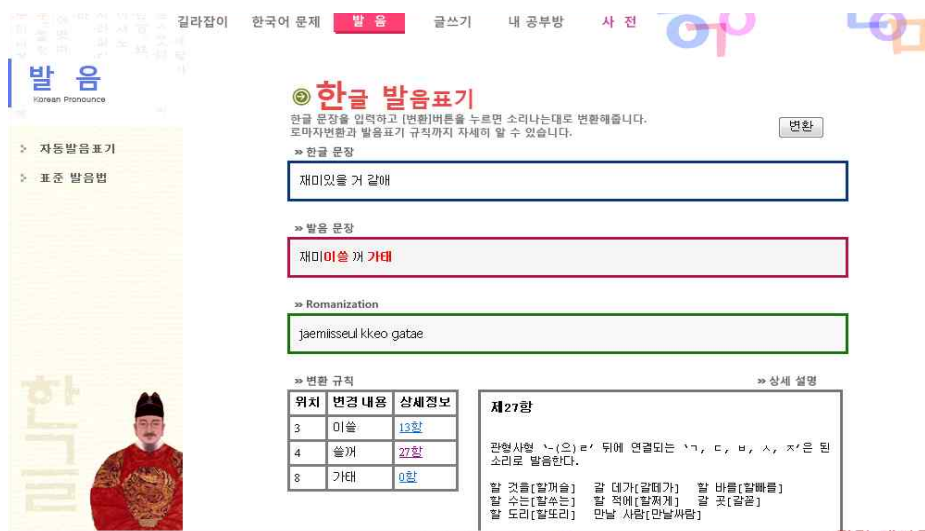 길라잡이 한국어 문제 발 음 글쓰기 내 공부방 사 전
발 음
Korean Pronounce
자동발음표기
표준 발음법
한글 발음표기
한글 문장을 입력하고 [변환]버튼을 누르면 소리나는대로 변환해줍니다.
로마자변환과 발음표기 규칙까지 자세히 알 수 있습니다.
변환
» 한글 문장
재미있을 거 같애
» 발음 문장
재미이쓸 꺼 가태
» Romanization
jaemiisseul kkeo gatae
» 변환 규칙
위치 변경 내용 상세정보
3 이쓸 13항
4 쓸꺼 27항
8 가태 0항
» 상세 설명
제27항
관형사형 ‘-(으)ㄹ’ 뒤에 연결되는 ‘ㄱ, ㄷ, ㅂ, ㅅ, ㅈ’은 된
소리로 발음한다.
할 것을[할꺼슬] 갈 데가[갈떼가] 할 바를[할빠를]
할 수는[할쑤는] 할 적에[할쩌게] 갈 곳[갈꼳]
할 도리[할또리] 만날 사람[만날싸람]
한글